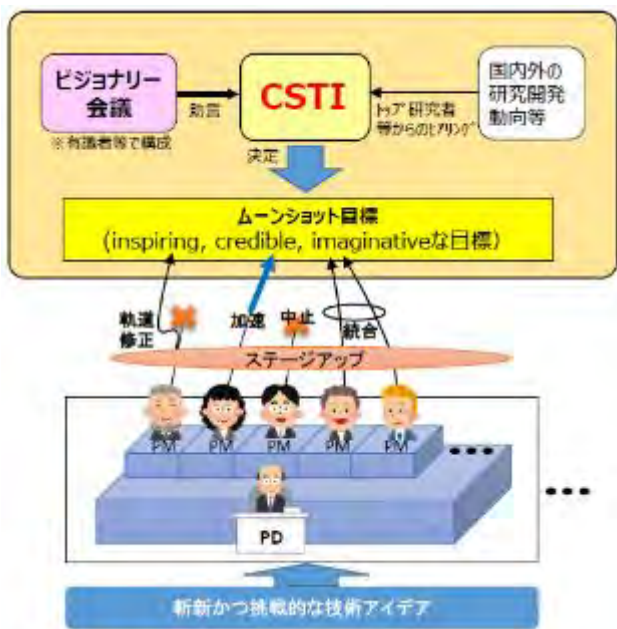 ビジョナリー
会議
※有識者等で構成
助言
CSTI
トップ研究者
等からのヒアリング
国内外の
研究開発
動向等
決定
ムーンショット目標
(inspiring, credible, imaginativeな目標)
軌道
修正
加速
中止
統合
ステージアップ
PM
PM
PM
PM
PM
•••
•••
PD
斬新かつ挑戦的な技術アイデア